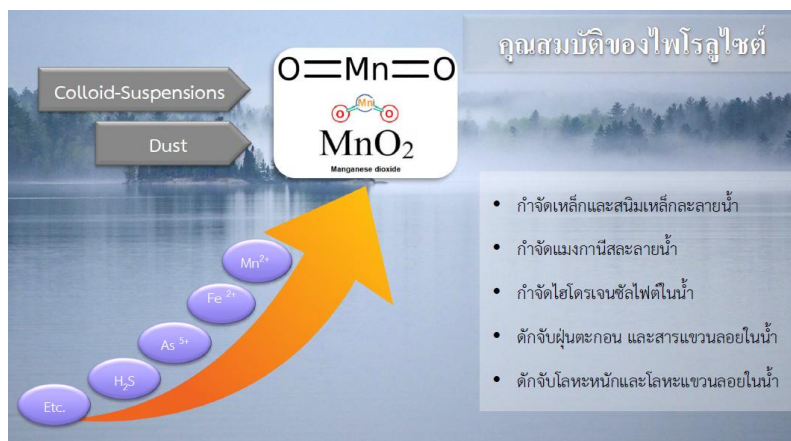 คุณสมบัติของไพโรลูไซต์
O=Mn=O
Mn
O O
MnO₂
Manganese dioxide
Colloid-Suspensions
Dust
Mn²⁺
Fe ²⁺
As ⁵⁺
H₂S
Etc.
• กำจัดเหล็กและสนิมเหล็กละลายน้ำ
• กำจัดแมงกานีสละลายน้ำ
• กำจัดไฮโดรเจนซัลไฟต์ในน้ำ
• ดักจับฝุ่นตะกอน และสารแขวนลอยในน้ำ
• ดักจับโลหะหนักและโลหะแขวนลอยในน้ำ